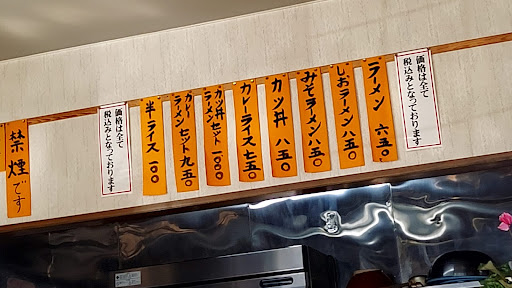 価格は全て
税込みとなっております
ラーメン 六五〇
しおラーメン 八五〇
みそラーメン 八五〇
カツ丼 八五〇
カレーライス 七五〇
カツ丼セット
ラーメン 一〇〇〇
カレー
ラーメンセット 九五〇
半ライス 一〇〇
価格は全て
税込みとなっております
禁煙です